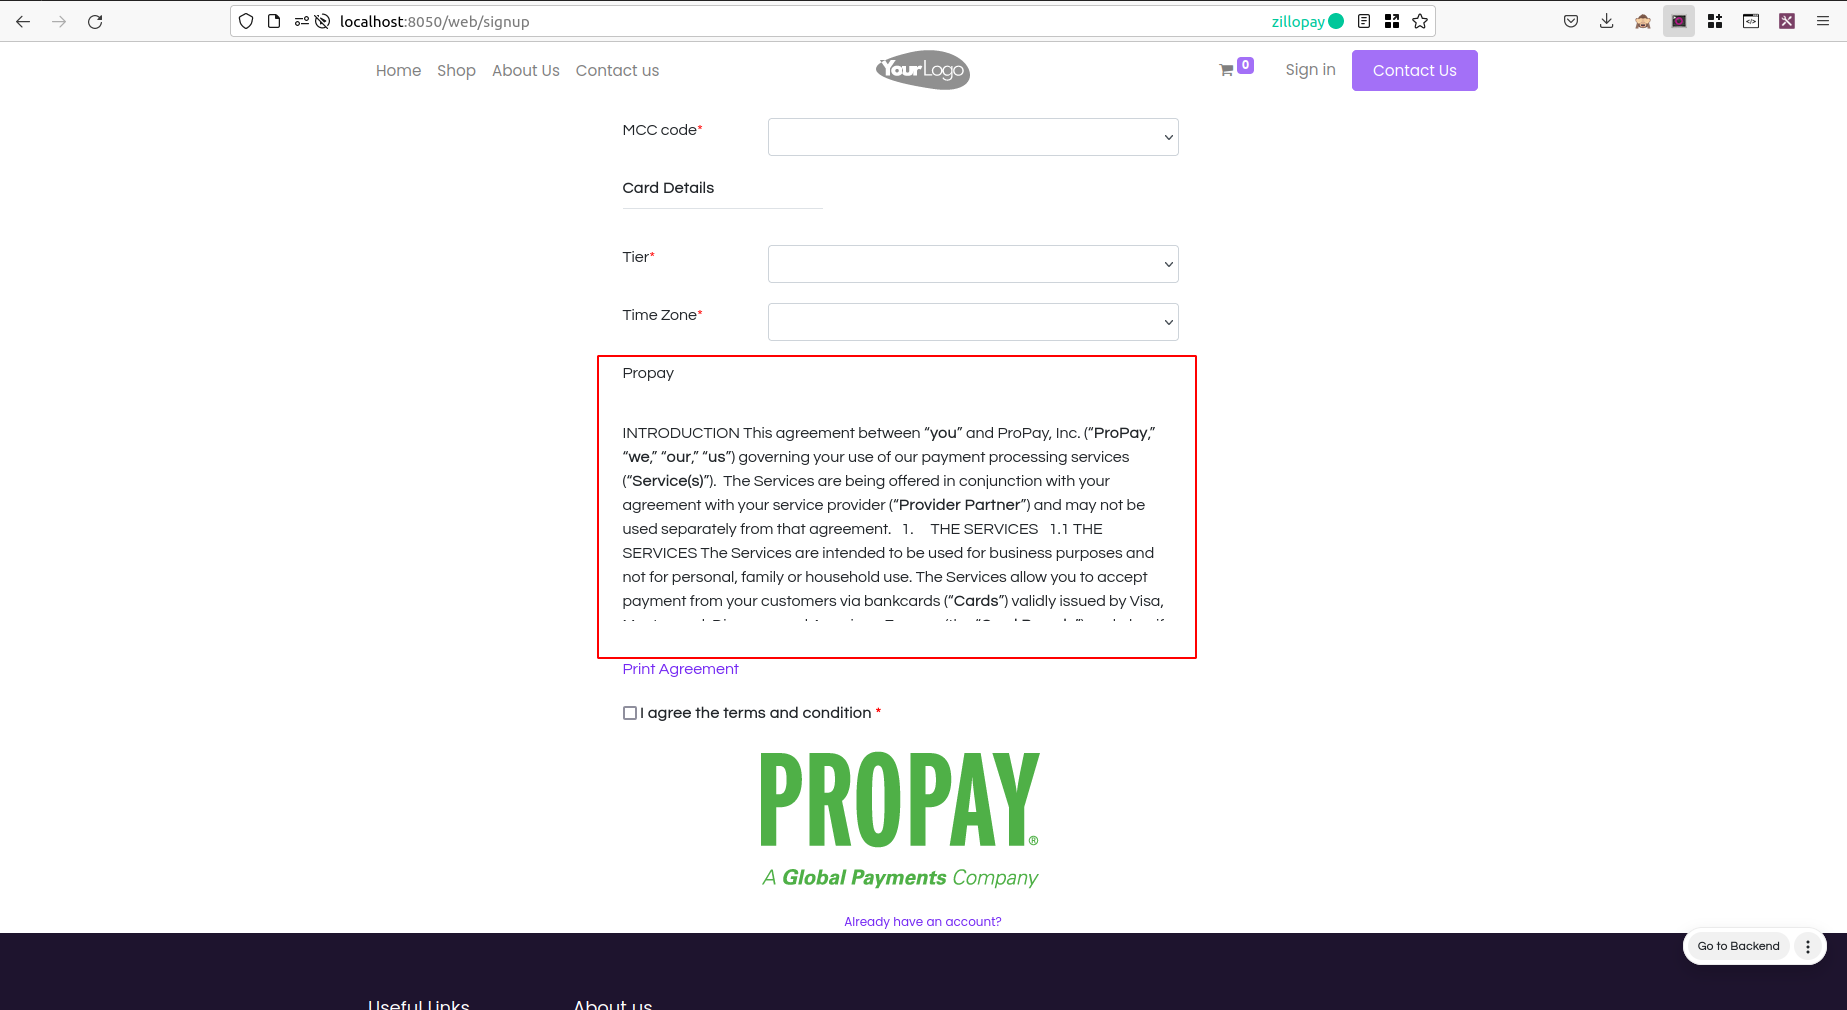 localhost:8050/web/signup
zillopay
Home Shop About Us Contact us
YourLogo
0
Sign in
Contact Us
MCC code*
Card Details
Tier*
Time Zone*
Propay
INTRODUCTION This agreement between “you” and ProPay, Inc. (“ProPay,”
“we,” “our,” “us”) governing your use of our payment processing services
(“Service(s)”).  The Services are being offered in conjunction with your
agreement with your service provider (“Provider Partner”) and may not be
used separately from that agreement.   1.     THE SERVICES   1.1 THE
SERVICES The Services are intended to be used for business purposes and
not for personal, family or household use. The Services allow you to accept
payment from your customers via bankcards (“Cards”) validly issued by Visa,
Print Agreement
I agree the terms and condition *
PROPAY®
A Global Payments Company
Already have an account?
Go to Backend
Useful Links
About us